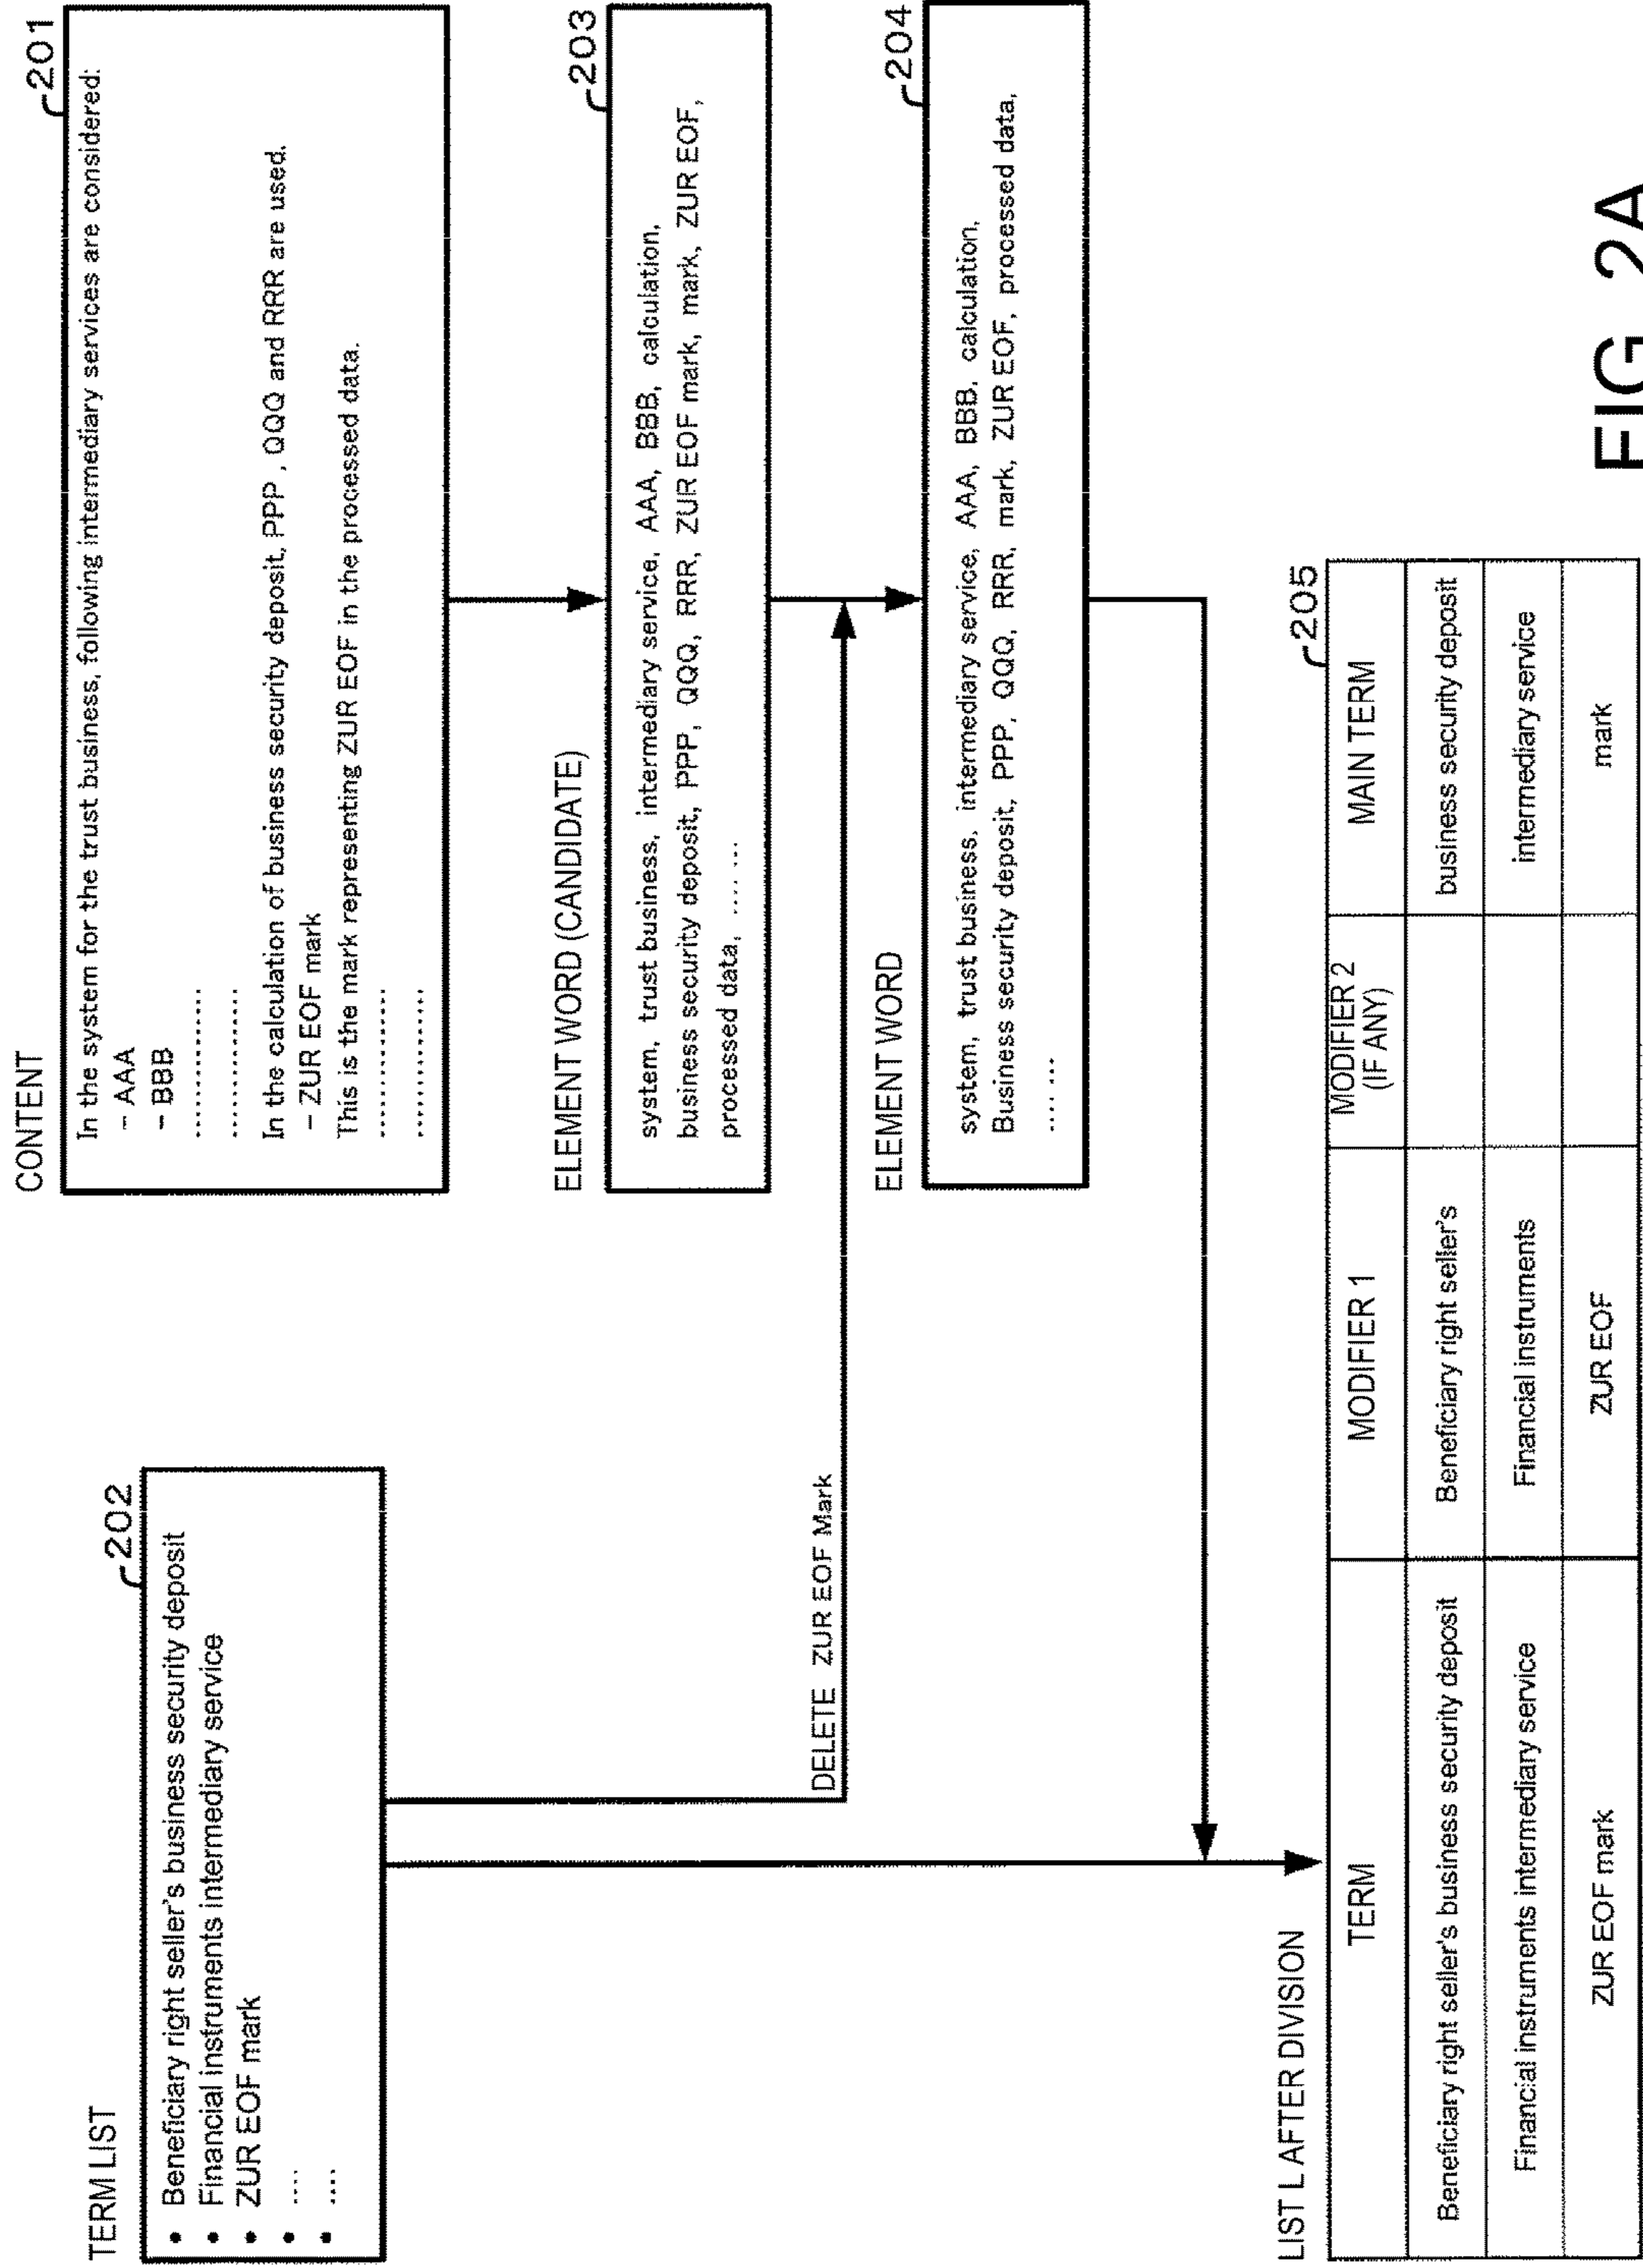 TERM LIST
202
• Beneficiary right seller's business security deposit
• Financial instruments intermediary service
• ZUR EOF mark
• ....
• ....
CONTENT
201
In the system for the trust business, following intermediary services are considered:
– AAA
– BBB
..............
..............
In the calculation of business security deposit, PPP , QQQ and RRR are used.
– ZUR EOF mark
This is the mark representing ZUR EOF in the processed data.
..............
..............
ELEMENT WORD (CANDIDATE)
203
system, trust business, intermediary service, AAA, BBB, calculation,
business security deposit, PPP, QQQ, RRR, ZUR EOF mark, mark, ZUR EOF,
processed data, .... ...
DELETE ZUR EOF Mark
ELEMENT WORD
204
system, trust business, intermediary service, AAA, BBB, calculation,
Business security deposit, PPP, QQQ, RRR, mark, ZUR EOF, processed data,
.... ...
LIST L AFTER DIVISION
205
TERM MODIFIER 1 MODIFIER 2 (IF ANY) MAIN TERM
Beneficiary right seller's business security deposit Beneficiary right seller's business security deposit
Financial instruments intermediary service Financial instruments intermediary service
ZUR EOF mark ZUR EOF mark
FIG. 2A